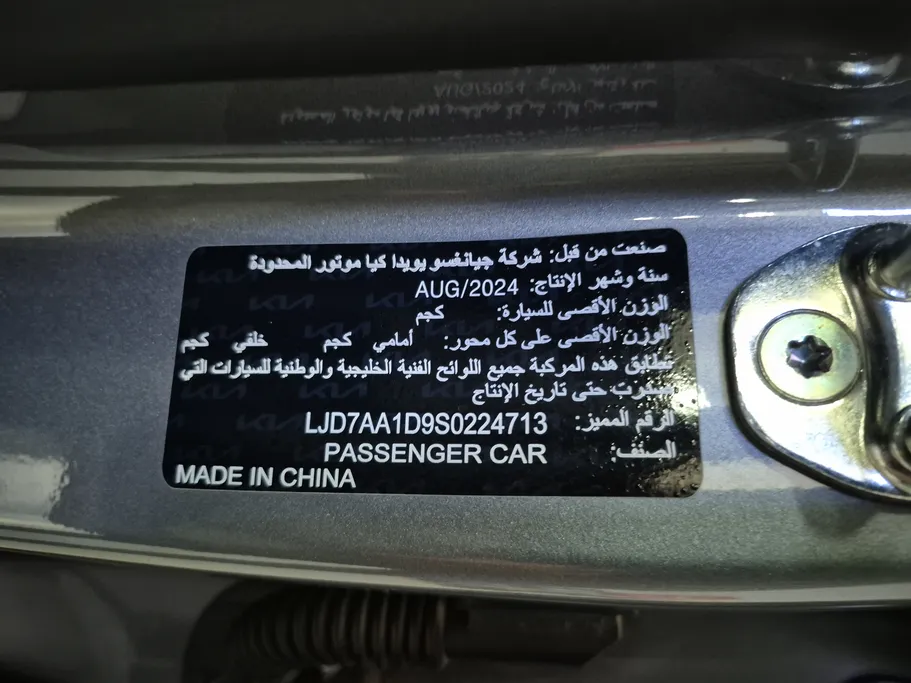 صنعت من قبل: شركة جيانغسو يويدا كيا موتور المحدودة
سنة وشهر الإنتاج: AUG/2024
الوزن الأقصى للسيارة: كجم
الوزن الأقصى على كل محور: أمامي كجم خلفي كجم
تطابق هذه المركبة جميع اللوائح الفنية الخليجية والوطنية للسيارات التي
نشرت حتى تاريخ الإنتاج
الرقم المميز: LJD7AA1D9S0224713
الصنف: PASSENGER CAR
MADE IN CHINA